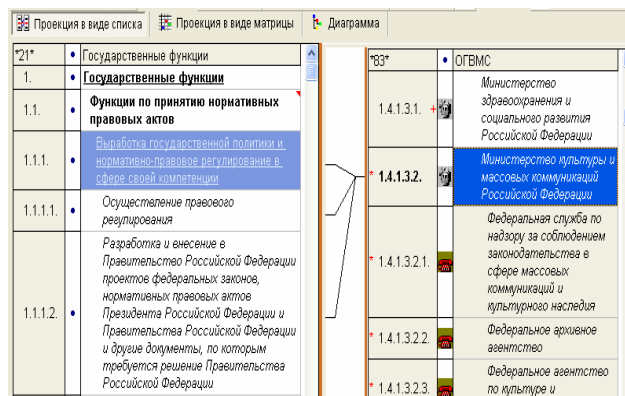 Проекция в виде списка
Проекция в виде матрицы
Диаграмма
*21*
Государственные функции
1.
Государственные функции
1.1.
Функции по принятию нормативных
правовых актов
1.1.1.
Выработка государственной политики и
нормативно-правовое регулирование в
сфере своей компетенции
1.1.1.1.
Осуществление правового
регулирования
1.1.1.2.
Разработка и внесение в
Правительство Российской Федерации
проектов федеральных законов,
нормативных правовых актов
Президента Российской Федерации и
Правительства Российской Федерации
и другие документы, по которым
требуется решение Правительства
Российской Федерации
*83*
ОГВМС
1.4.1.3.1. +
Министерство
здравоохранения и
социального развития
Российской Федерации
* 1.4.1.3.2.
Министерство культуры и
массовых коммуникаций
Российской Федерации
* 1.4.1.3.2.1.
Федеральная служба по
надзору за соблюдением
законодательства в
сфере массовых
коммуникаций и
культурного наследия
* 1.4.1.3.2.2.
Федеральное архивное
агентство
* 1.4.1.3.2.3.
Федеральное агентство
по культуре и